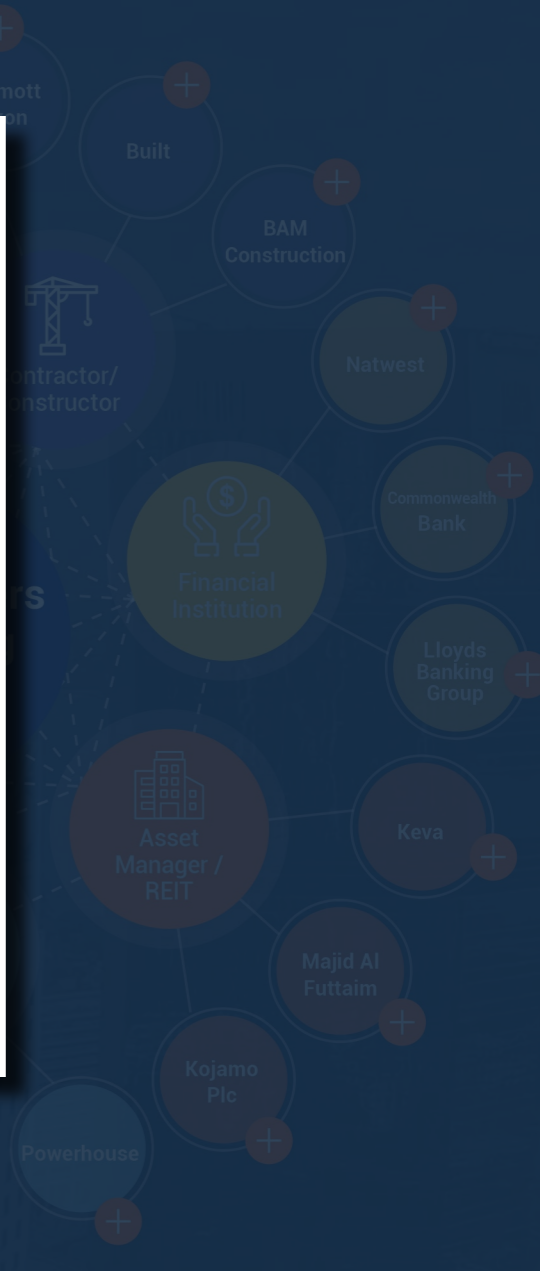 mott
on
Built
BAM
Construction
Natwest
ontractor/
onstructor
Commonwealth
Bank
$
Financial
Institution
rs
Lloyds
Banking
Group
Keva
Asset
Manager /
REIT
Majid Al
Futtaim
Kojamo
Plc
Powerhouse